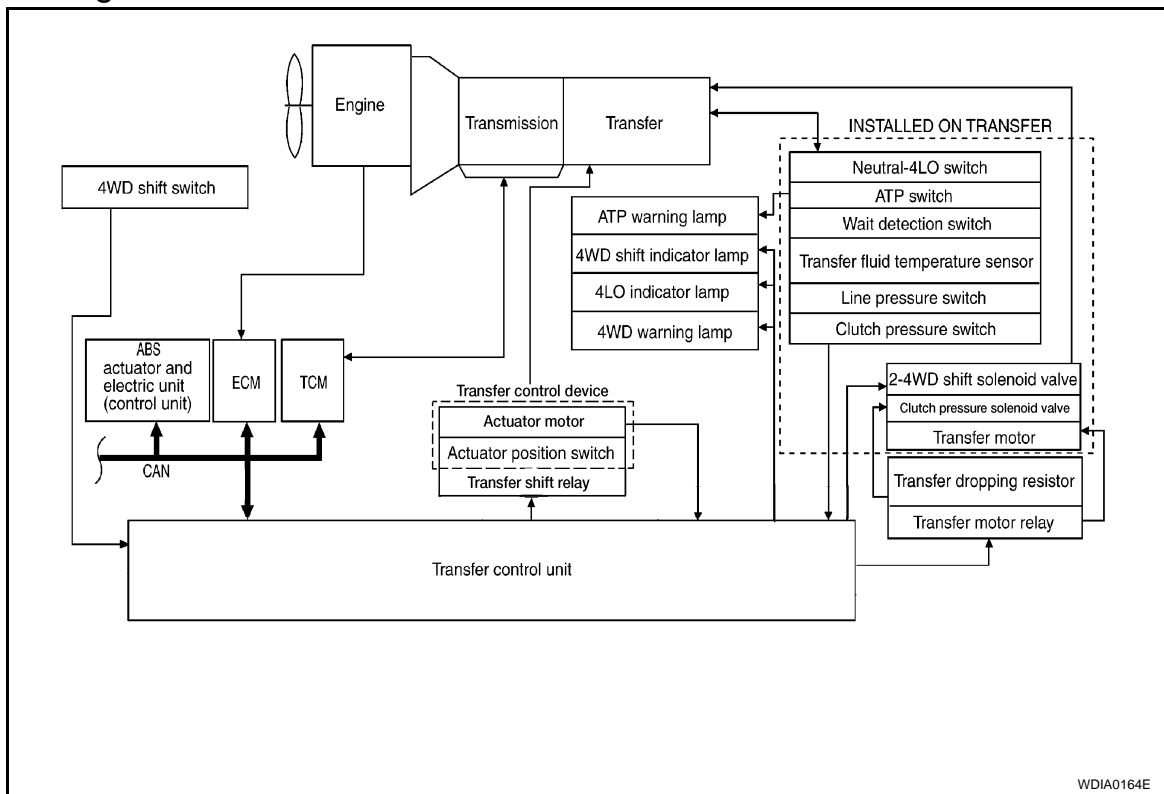 Engine
Transmission
Transfer
INSTALLED ON TRANSFER
4WD shift switch
Neutral-4LO switch
ATP switch
Wait detection switch
Transfer fluid temperature sensor
Line pressure switch
Clutch pressure switch
ATP warning lamp
4WD shift indicator lamp
4LO indicator lamp
4WD warning lamp
ABS
actuator and
electric unit
(control unit)
ECM
TCM
CAN
Transfer control device
Actuator motor
Actuator position switch
Transfer shift relay
2-4WD shift solenoid valve
Clutch pressure solenoid valve
Transfer motor
Transfer dropping resistor
Transfer motor relay
Transfer control unit
WDIA0164E